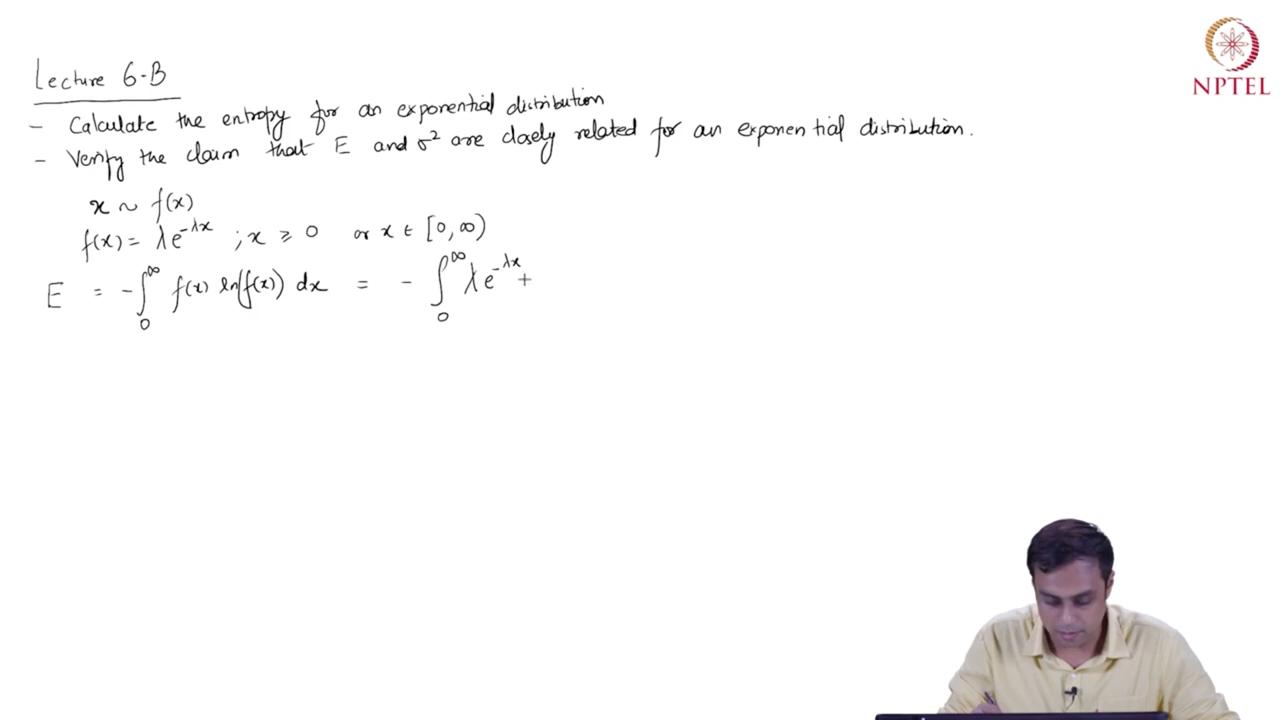 NPTEL
Lecture 6-B
- Calculate the entropy for an exponential distribution
- Verify the claim that E and σ² are closely related for an exponential distribution.
x ~ f(x)
f(x) = λe^{-λx} ; x ≥ 0 or x ∈ [0, ∞)
E = -∫₀^∞ f(x) ln(f(x)) dx = - ∫₀^∞ λe^{-λx} +